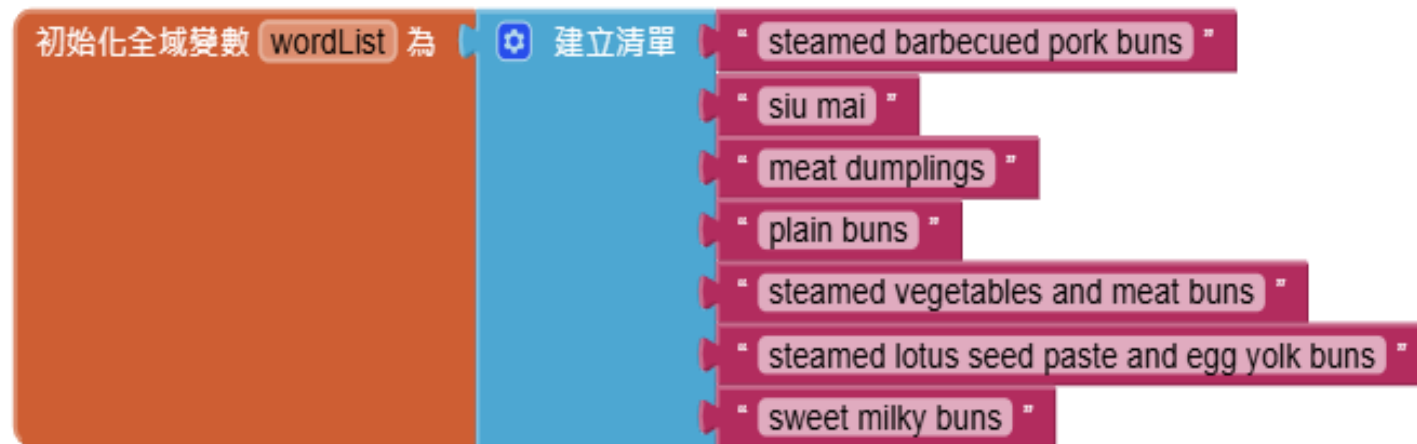 初始化全域變數 wordList 為 建立清單 “ steamed barbecued pork buns ”
“ siu mai ”
“ meat dumplings ”
“ plain buns ”
“ steamed vegetables and meat buns ”
“ steamed lotus seed paste and egg yolk buns ”
“ sweet milky buns ”